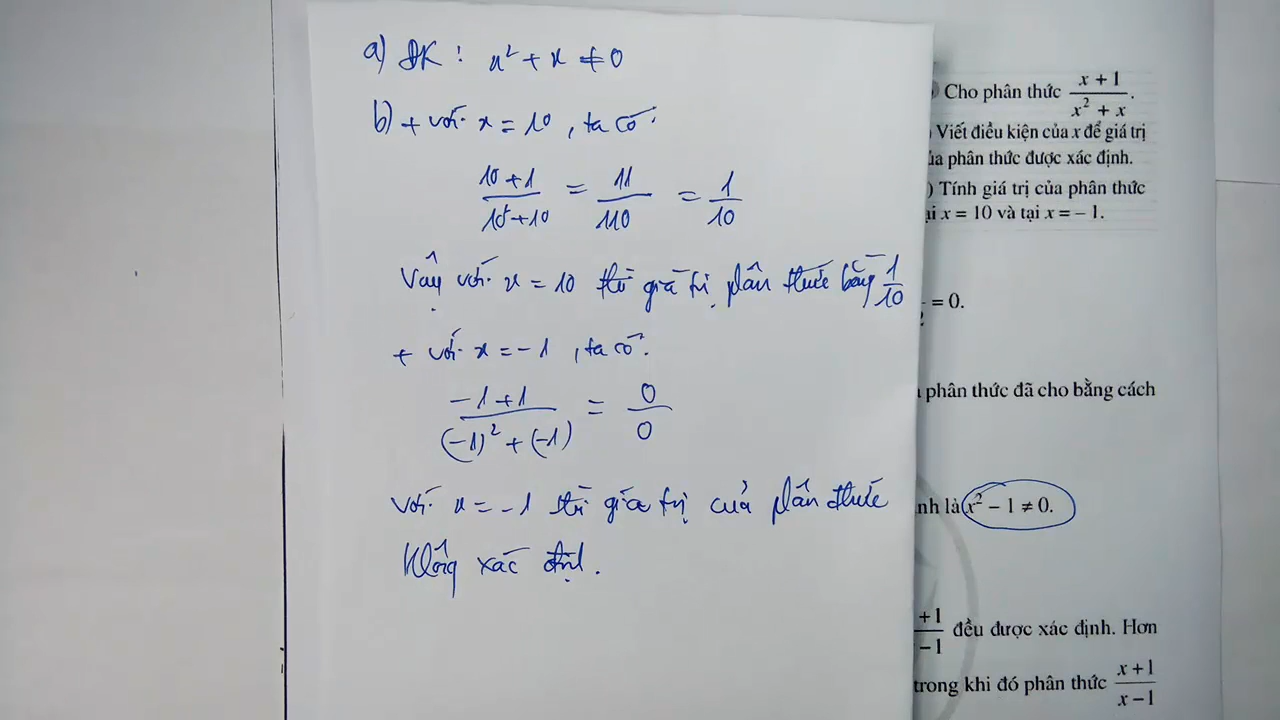 a) ĐK : x² + x ≠ 0
b) + với x = 10 , ta có:
10 + 1 / 10² + 10 = 11 / 110 = 1 / 10
Vậy với x = 10 thì giá trị phân thức bằng 1/10
+ với x = -1 , ta có:
-1 + 1 / (-1)² + (-1) = 0 / 0
với x = -1 thì giá trị của phân thức
không xác định.
Cho phân thức x + 1 / x² + x .
Viết điều kiện của x để giá trị
ủa phân thức được xác định.
) Tính giá trị của phân thức
ại x = 10 và tại x = – 1.
= 0.
phân thức đã cho bằng cách
nh là x² – 1 ≠ 0.
+1 / –1 đều được xác định. Hơn
trong khi đó phân thức x + 1 / x – 1